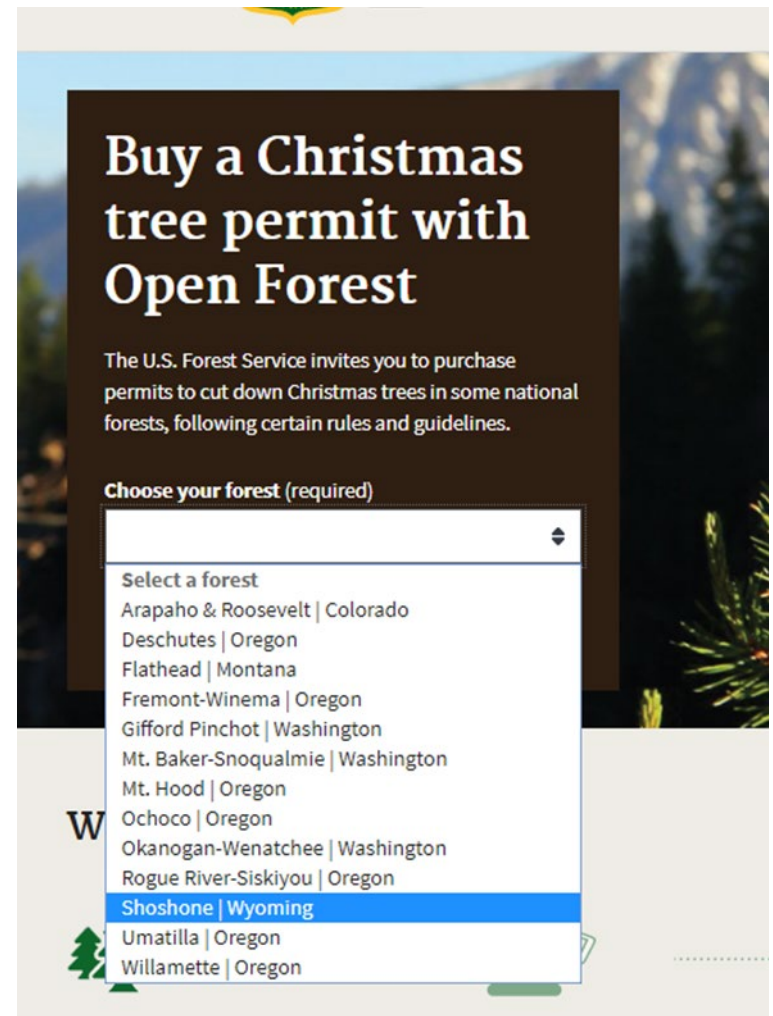 Buy a Christmas
tree permit with
Open Forest
The U.S. Forest Service invites you to purchase
permits to cut down Christmas trees in some national
forests, following certain rules and guidelines.
Choose your forest (required)
Select a forest
Arapaho & Roosevelt | Colorado
Deschutes | Oregon
Flathead | Montana
Fremont-Winema | Oregon
Gifford Pinchot | Washington
Mt. Baker-Snoqualmie | Washington
Mt. Hood | Oregon
Ochoco | Oregon
Okanogan-Wenatchee | Washington
Rogue River-Siskiyou | Oregon
Shoshone | Wyoming
Umatilla | Oregon
Willamette | Oregon